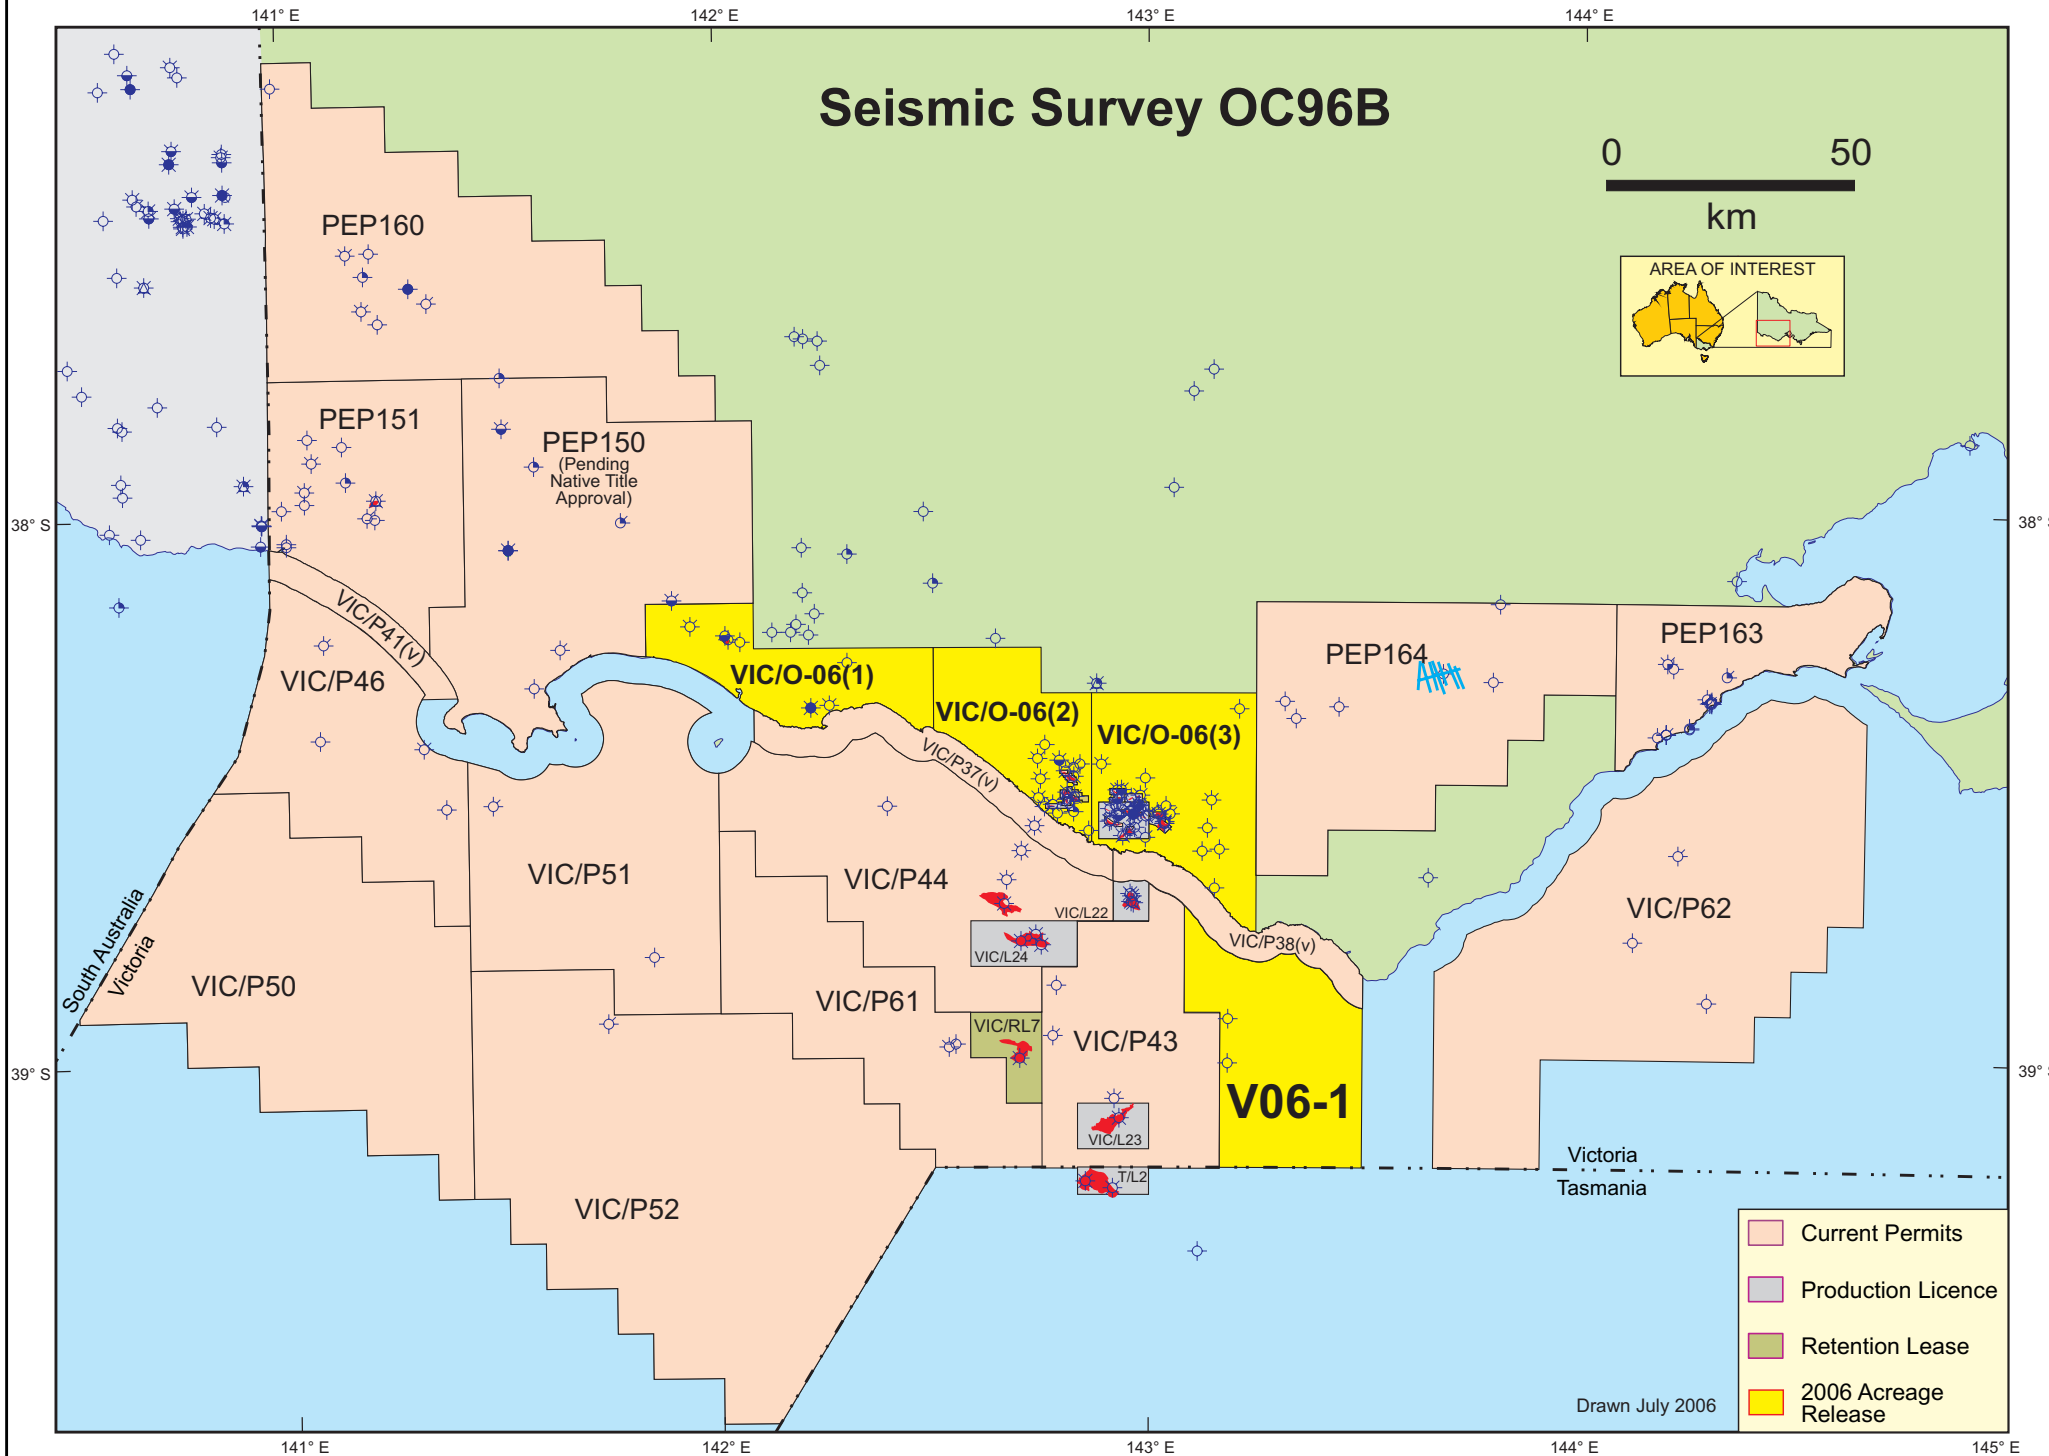 141° E
142° E
143° E
144° E
Seismic Survey OC96B
0
50
km
AREA OF INTEREST
PEP160
PEP151
PEP150
(Pending
Native Title
Approval)
38° S
38° S
VIC/P41(v)
VIC/P46
VIC/O-06(1)
VIC/O-06(2)
VIC/O-06(3)
PEP164
PEP163
VIC/P37(v)
VIC/P51
VIC/P44
VIC/L22
VIC/P62
VIC/P38(v)
VIC/L24
South Australia
Victoria
VIC/P50
VIC/P61
VIC/RL7
VIC/P43
39° S
39° S
V06-1
VIC/L23
T/L2
Victoria
Tasmania
VIC/P52
Current Permits
Production Licence
Retention Lease
2006 Acreage
Release
Drawn July 2006
141° E
142° E
143° E
144° E
145° E